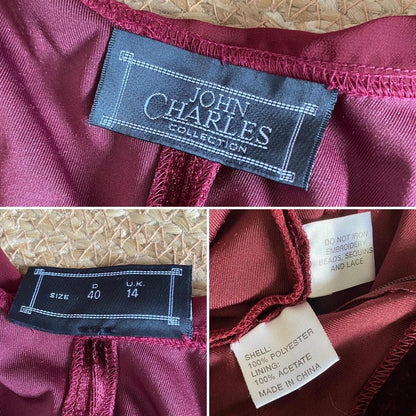 JOHN
CHARLES
COLLECTION
D U.K.
SIZE 40 14
DO NOT IRON
EMBROIDERY
BEADS, SEQUINS
AND LACE
SHELL:
100% POLYESTER
LINING:
100% ACETATE
MADE IN CHINA